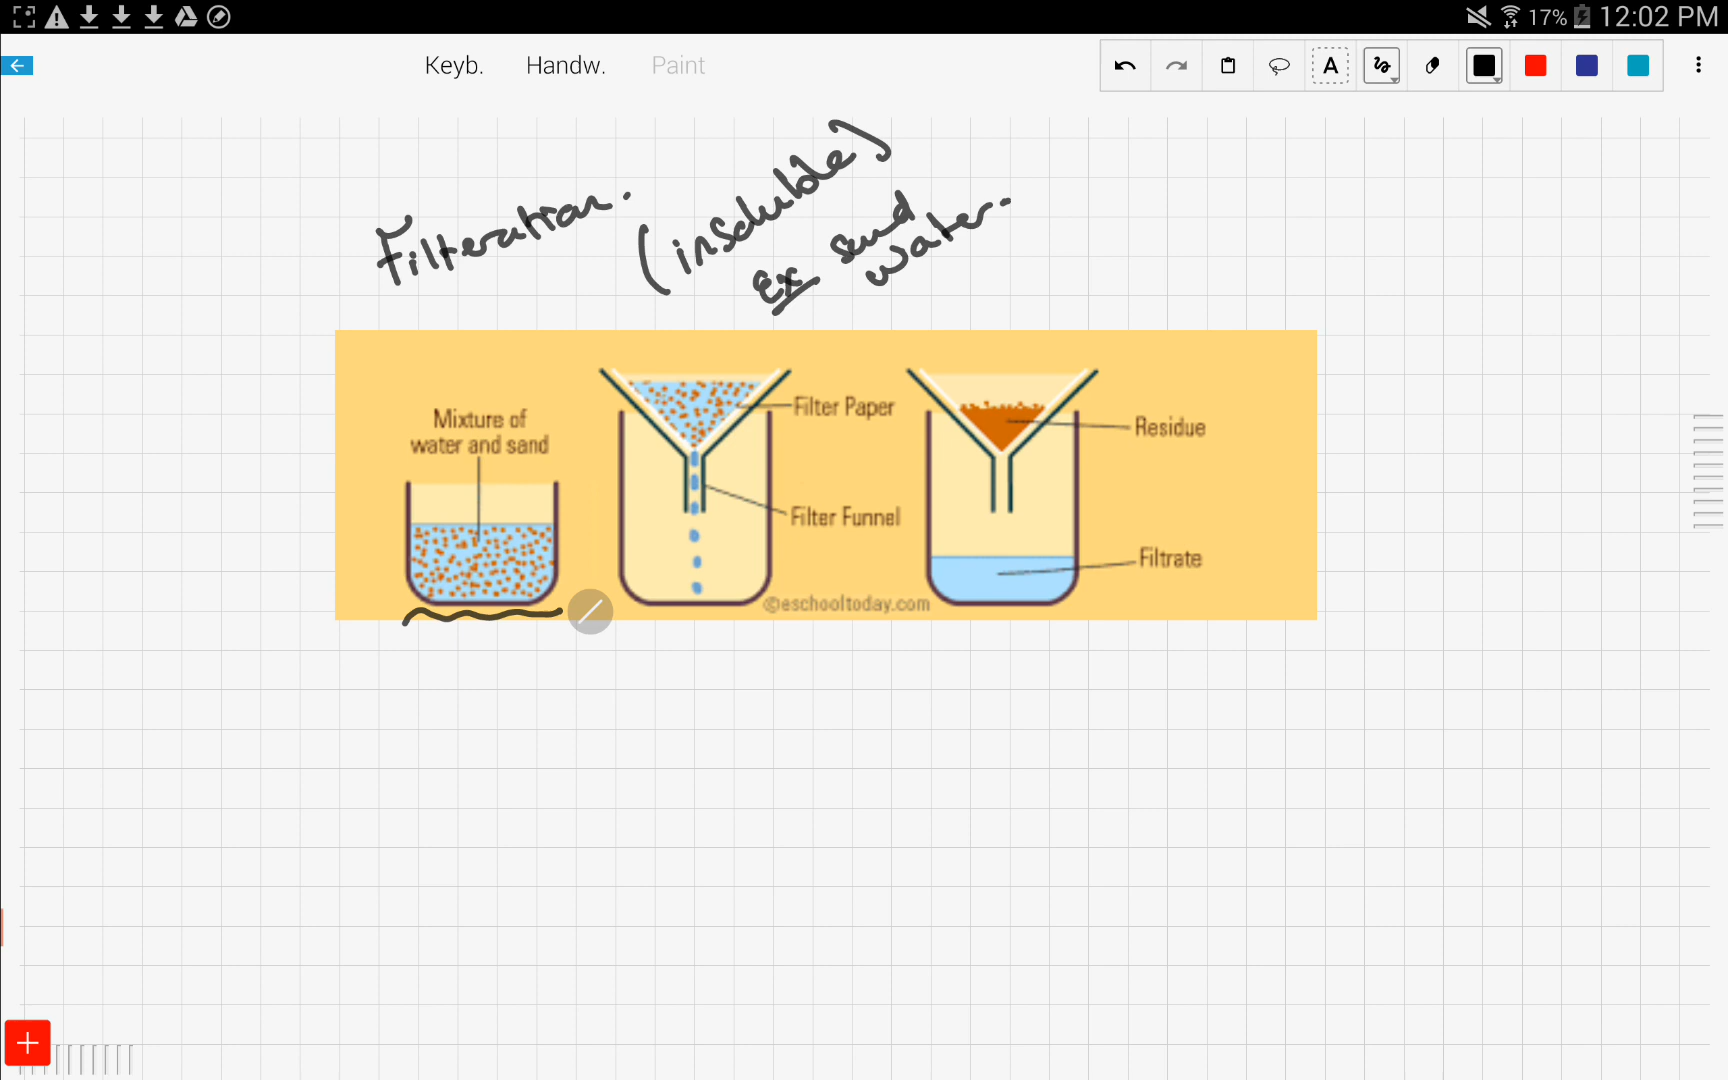 17% 12:02 PM
Keyb. Handw. Paint
A
Filteration.
(insoluble)
Ex sand
water.
Mixture of
water and sand
Filter Paper
Filter Funnel
Residue
Filtrate
©eschooltoday.com